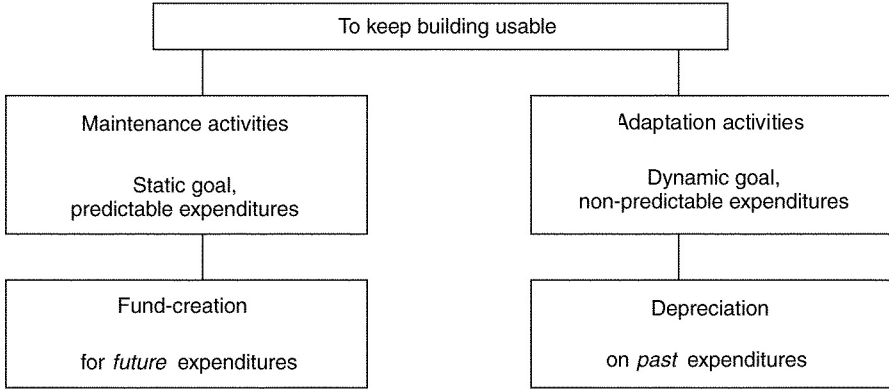 To keep building usable
Maintenance activities
Static goal,
predictable expenditures
Adaptation activities
Dynamic goal,
non-predictable expenditures
Fund-creation
for future expenditures
Depreciation
on past expenditures